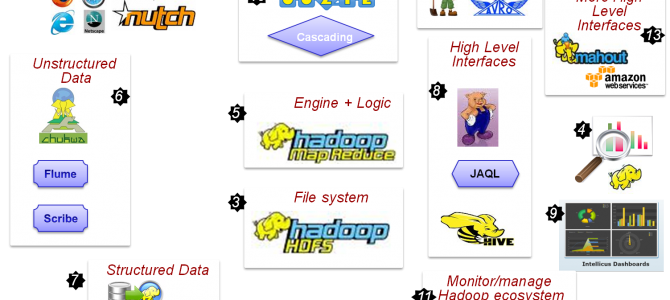 nutch
Netscape
Cascading
More High
Level
Interfaces
13
mahout
amazon
webservices™
Unstructured
Data
6
chukwa
Flume
Scribe
5
Engine + Logic
hadoop
Map Reduce
3
File system
hadoop
HDFS
High Level
Interfaces
8
JAQL
HIVE
4
9
Intellicus Dashboards
7
Structured Data
11
Monitor/manage
Hadoop ecosystem